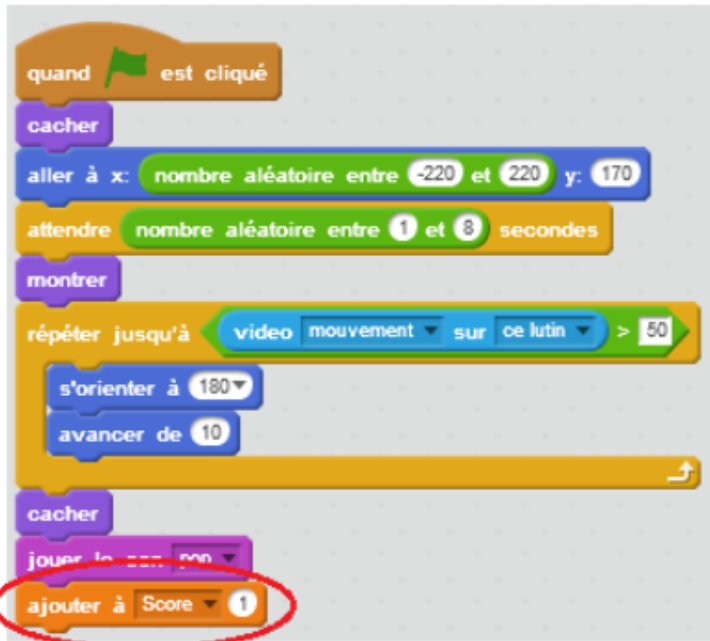 quand est cliqué
cacher
aller à x: nombre aléatoire entre -220 et 220 y: 170
attendre nombre aléatoire entre 1 et 8 secondes
montrer
répéter jusqu'à video mouvement sur ce lutin > 50
s'orienter à 180
avancer de 10
cacher
jouer le son pop
ajouter à Score 1